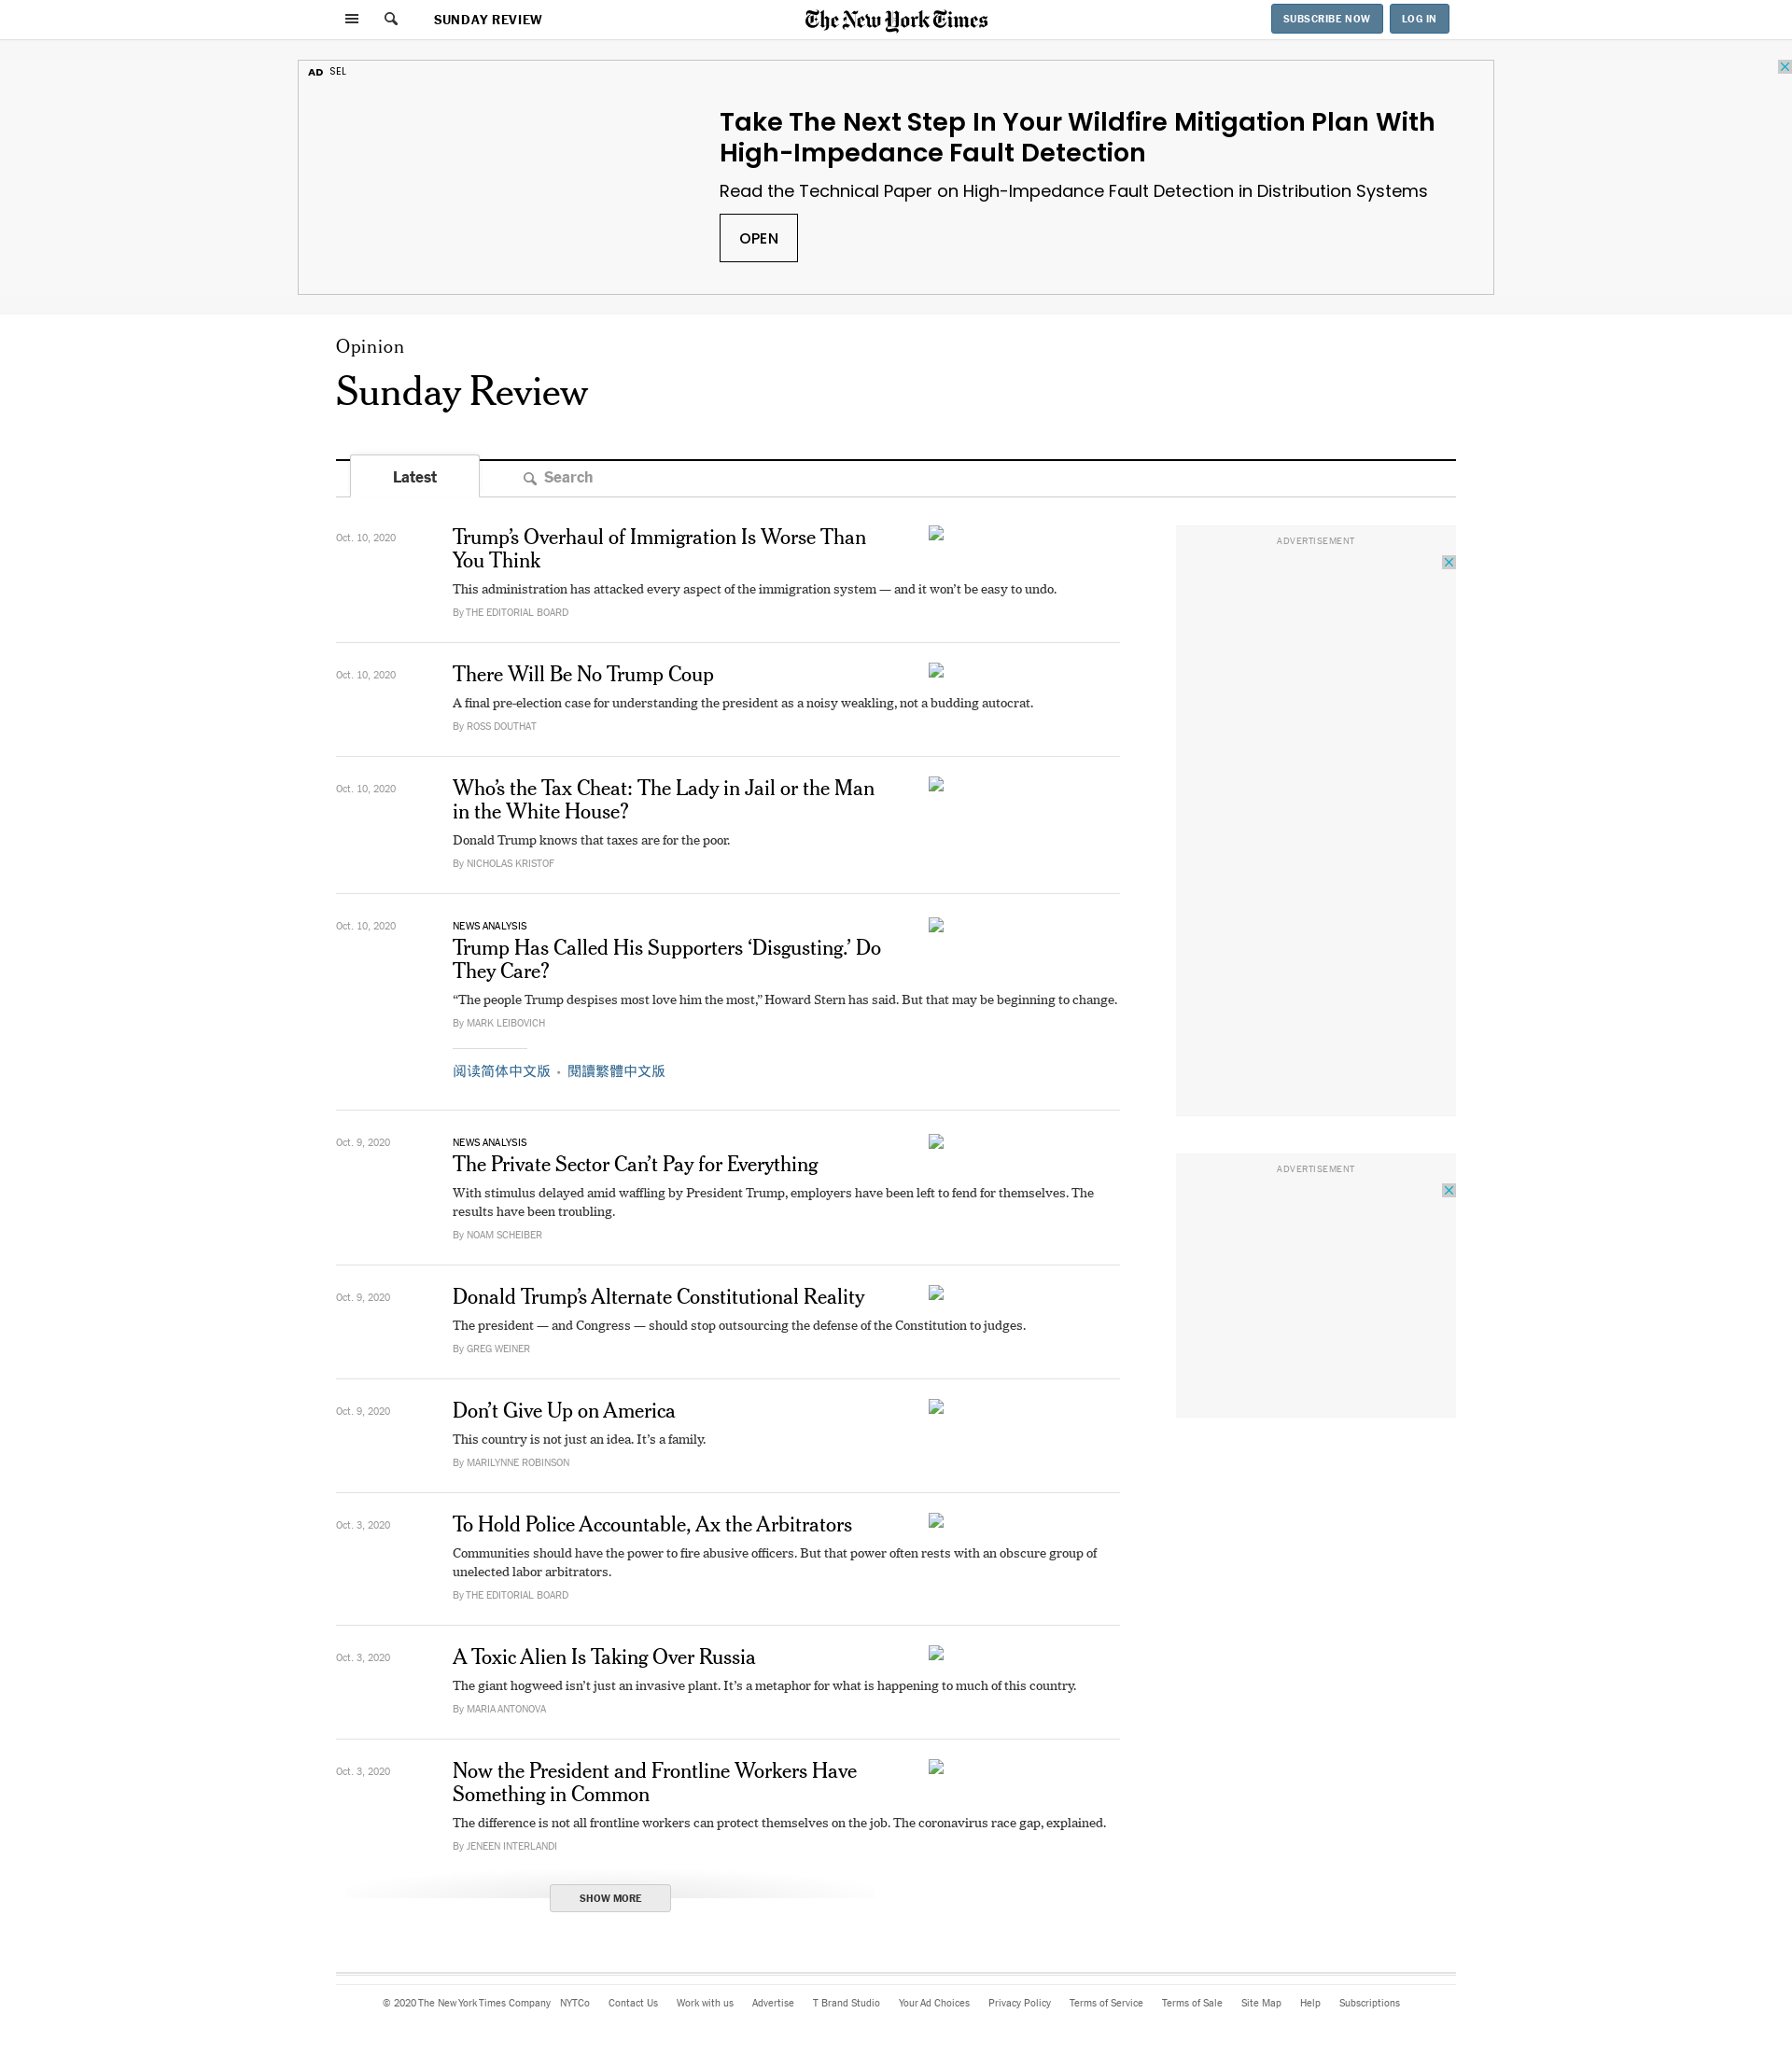 SUNDAY REVIEW
The New York Times
SUBSCRIBE NOW
LOG IN
AD SEL
Take The Next Step In Your Wildfire Mitigation Plan With
High-Impedance Fault Detection
Read the Technical Paper on High-Impedance Fault Detection in Distribution Systems
OPEN
Opinion
Sunday Review
Latest
Search
Oct. 10, 2020
Trump’s Overhaul of Immigration Is Worse Than
You Think
This administration has attacked every aspect of the immigration system — and it won’t be easy to undo.
By THE EDITORIAL BOARD
Oct. 10, 2020
There Will Be No Trump Coup
A final pre-election case for understanding the president as a noisy weakling, not a budding autocrat.
By ROSS DOUTHAT
Oct. 10, 2020
Who’s the Tax Cheat: The Lady in Jail or the Man
in the White House?
Donald Trump knows that taxes are for the poor.
By NICHOLAS KRISTOF
Oct. 10, 2020
NEWS ANALYSIS
Trump Has Called His Supporters ‘Disgusting.’ Do
They Care?
“The people Trump despises most love him the most,” Howard Stern has said. But that may be beginning to change.
By MARK LEIBOVICH
阅读简体中文版 • 閱讀繁體中文版
Oct. 9, 2020
NEWS ANALYSIS
The Private Sector Can’t Pay for Everything
With stimulus delayed amid waffling by President Trump, employers have been left to fend for themselves. The
results have been troubling.
By NOAM SCHEIBER
Oct. 9, 2020
Donald Trump’s Alternate Constitutional Reality
The president — and Congress — should stop outsourcing the defense of the Constitution to judges.
By GREG WEINER
Oct. 9, 2020
Don’t Give Up on America
This country is not just an idea. It’s a family.
By MARILYNNE ROBINSON
Oct. 3, 2020
To Hold Police Accountable, Ax the Arbitrators
Communities should have the power to fire abusive officers. But that power often rests with an obscure group of
unelected labor arbitrators.
By THE EDITORIAL BOARD
Oct. 3, 2020
A Toxic Alien Is Taking Over Russia
The giant hogweed isn’t just an invasive plant. It’s a metaphor for what is happening to much of this country.
By MARIA ANTONOVA
Oct. 3, 2020
Now the President and Frontline Workers Have
Something in Common
The difference is not all frontline workers can protect themselves on the job. The coronavirus race gap, explained.
By JENEEN INTERLANDI
SHOW MORE
ADVERTISEMENT
ADVERTISEMENT
© 2020 The New York Times Company NYTCo Contact Us Work with us Advertise T Brand Studio Your Ad Choices Privacy Policy Terms of Service Terms of Sale Site Map Help Subscriptions